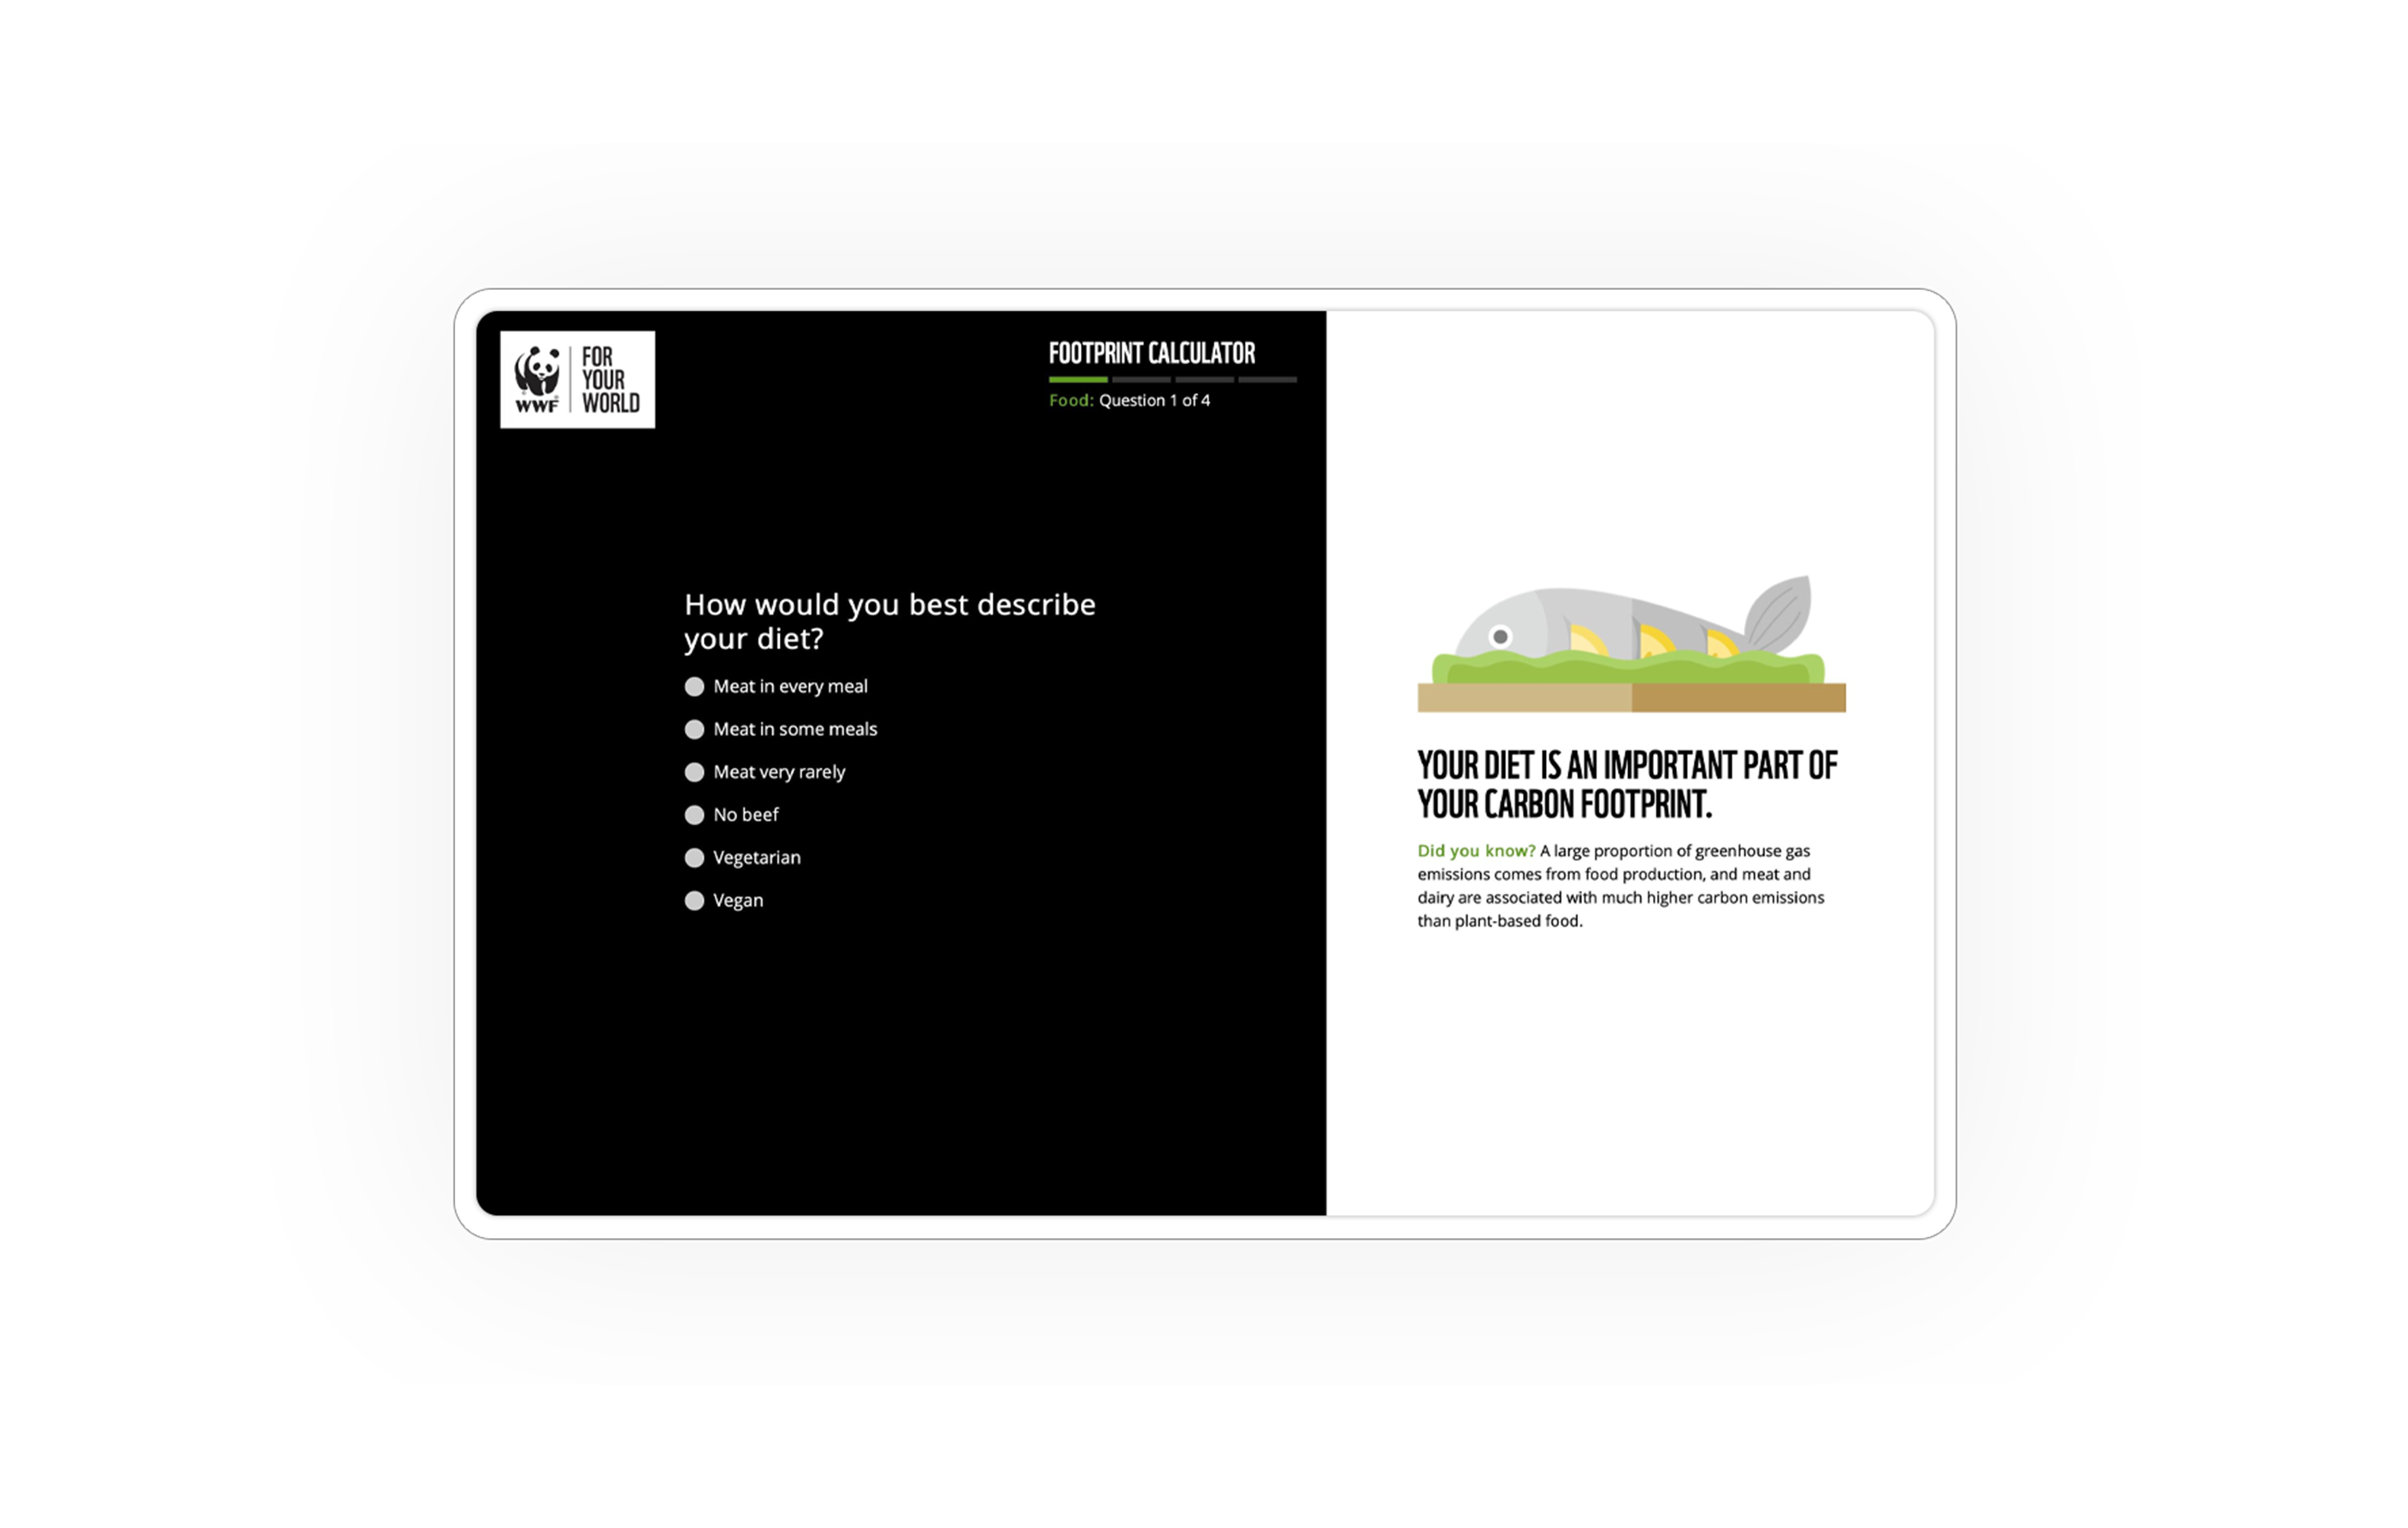 WWF
FOR
YOUR
WORLD
FOOTPRINT CALCULATOR
Food: Question 1 of 4
How would you best describe
your diet?
Meat in every meal
Meat in some meals
Meat very rarely
No beef
Vegetarian
Vegan
YOUR DIET IS AN IMPORTANT PART OF
YOUR CARBON FOOTPRINT.
Did you know? A large proportion of greenhouse gas
emissions comes from food production, and meat and
dairy are associated with much higher carbon emissions
than plant-based food.